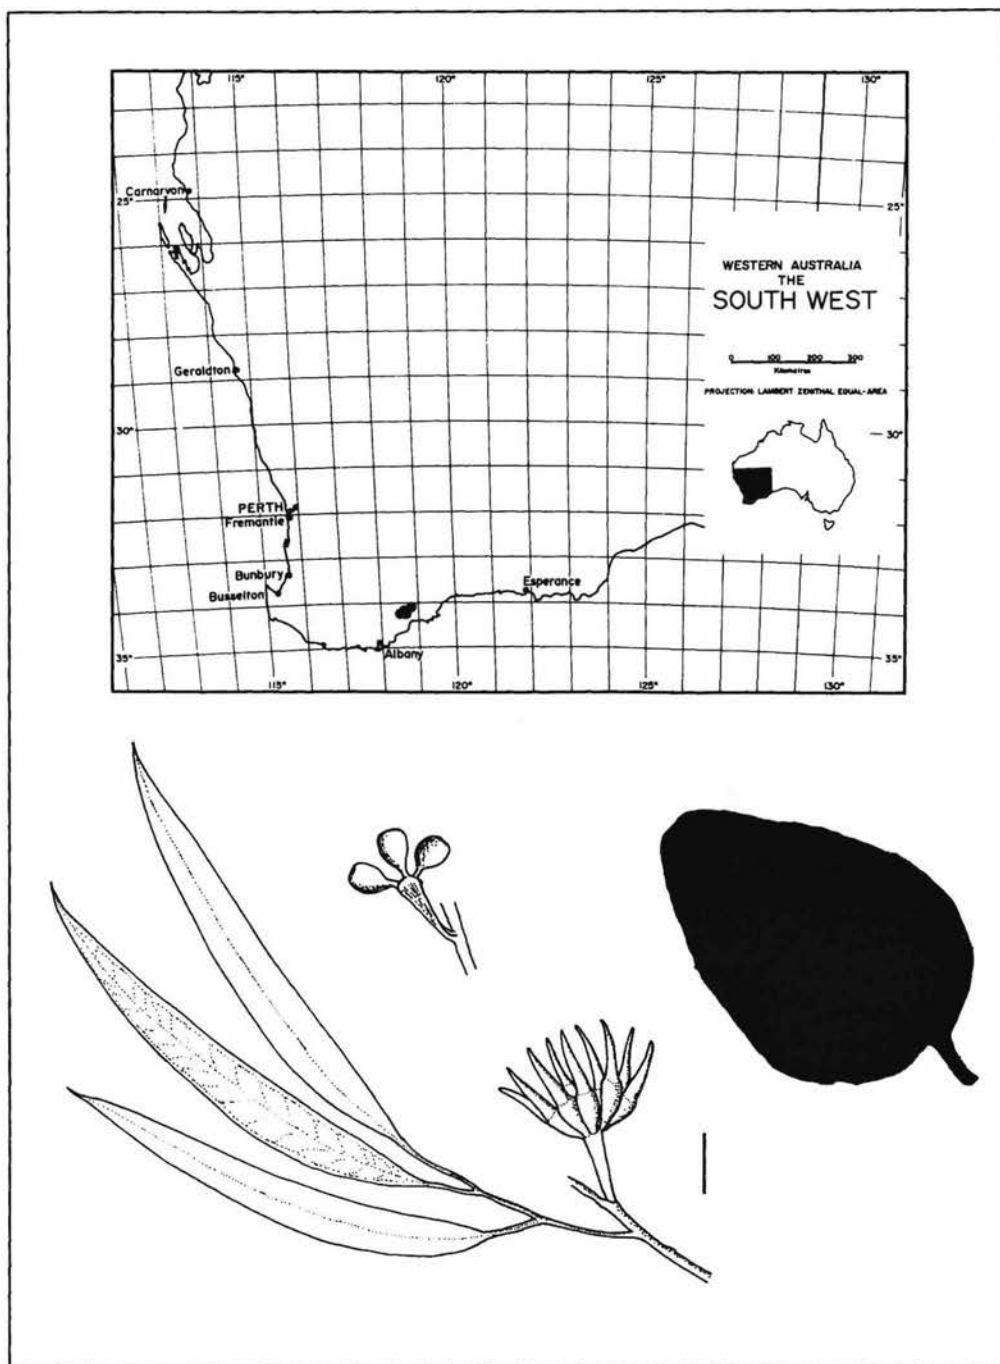 115° 120° 125° 130°
Carnarvon
25° 25°
WESTERN AUSTRALIA
THE
SOUTH WEST
0 100 200 300
Kilometres
Geraldton
PROJECTION: LAMBERT ZENITHAL EQUAL-AREA
30° 30°
PERTH
Fremantle
Bunbury
Esperance
Busselton
Albany
35° 35°
115° 120° 125° 130°